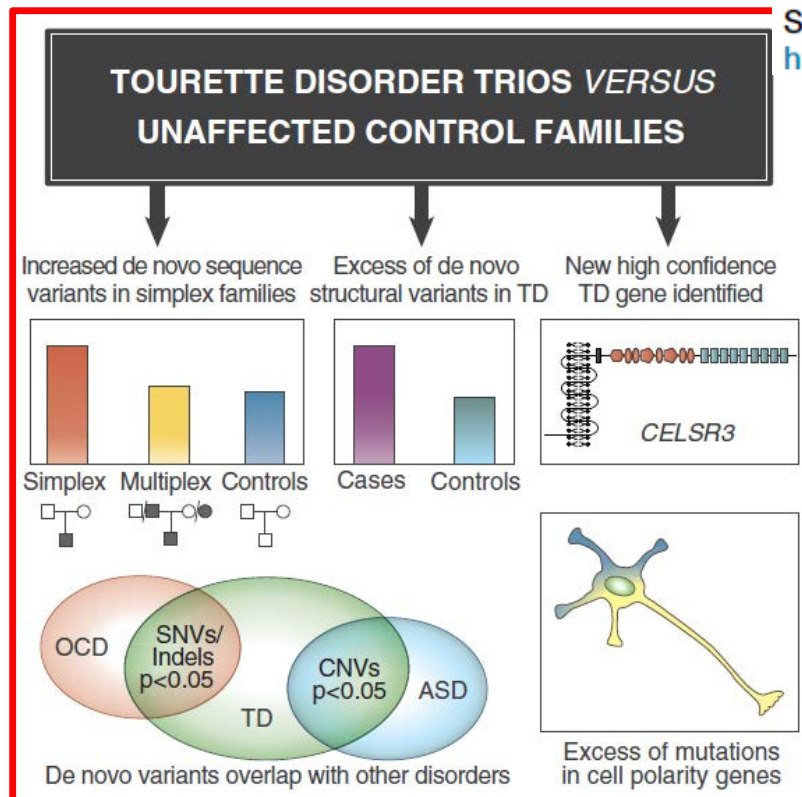 S
h
TOURETTE DISORDER TRIOS VERSUS
UNAFFECTED CONTROL FAMILIES
Increased de novo sequence
variants in simplex families
Excess of de novo
structural variants in TD
New high confidence
TD gene identified
Simplex Multiplex Controls
Cases Controls
CELSR3
OCD
SNVs/
Indels
p<0.05
TD
CNVs
p<0.05
ASD
De novo variants overlap with other disorders
Excess of mutations
in cell polarity genes